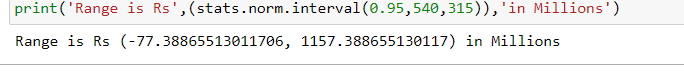 print('Range is Rs',(stats.norm.interval(0.95,540,315)),'in Millions')
Range is Rs (-77.38865513011706, 1157.388655130117) in Millions